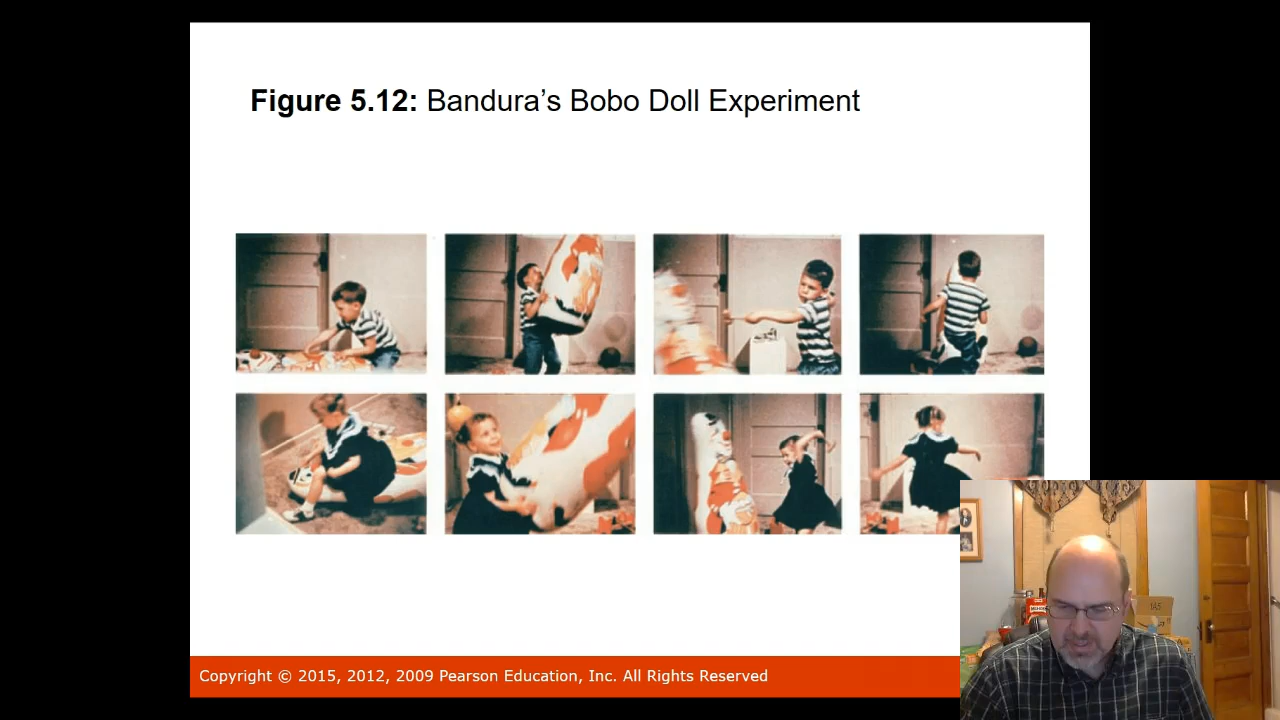 Figure 5.12: Bandura’s Bobo Doll Experiment
Copyright © 2015, 2012, 2009 Pearson Education, Inc. All Rights Reserved